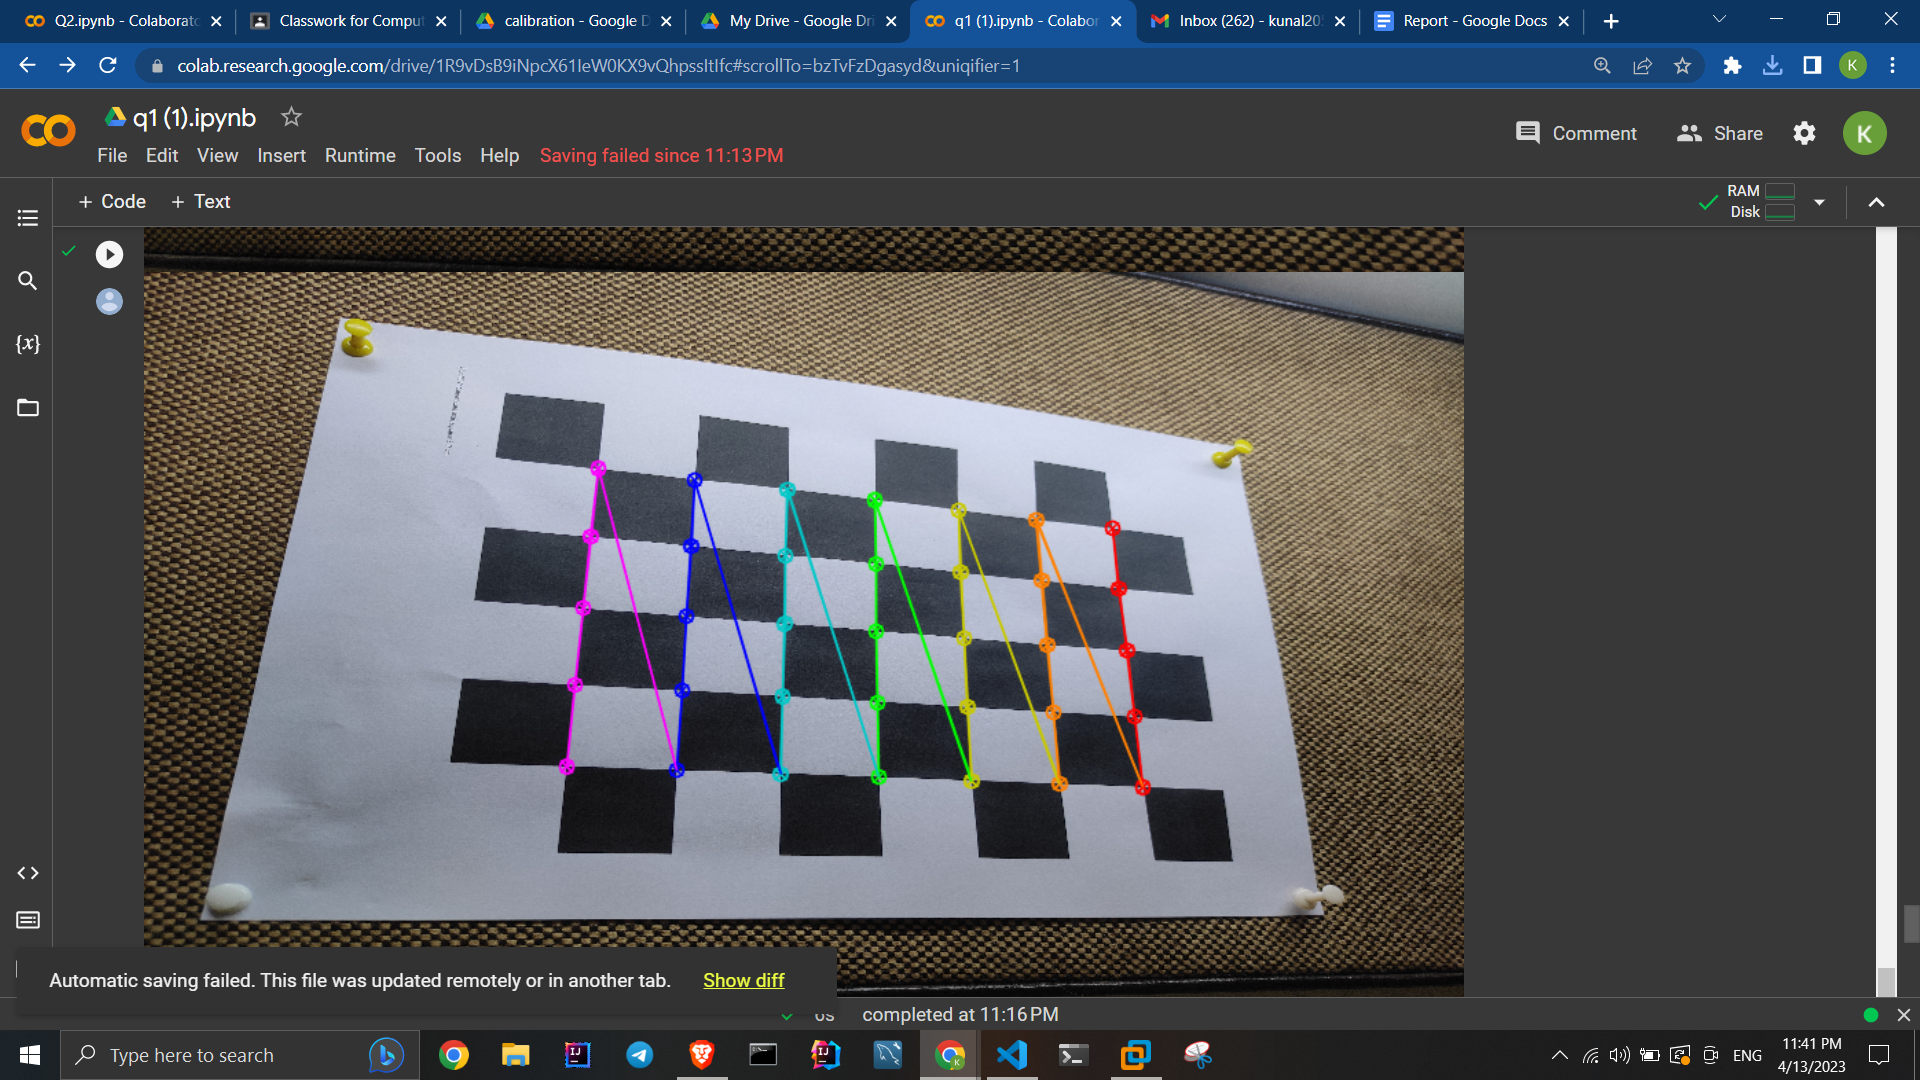 Q2.ipynb - Colaborato
Classwork for Comput
calibration - Google D
My Drive - Google Dri
q1 (1).ipynb - Colabor
Inbox (262) - kunal20
Report - Google Docs
colab.research.google.com/drive/1R9vDsB9iNpcX61IeW0KX9vQhpssItIfc#scrollTo=bzTvFzDgasyd&uniqifier=1
K
q1 (1).ipynb
Comment
Share
K
File Edit View Insert Runtime Tools Help Saving failed since 11:13 PM
+ Code + Text
RAM
Disk
{x}
Automatic saving failed. This file was updated remotely or in another tab. Show diff
completed at 11:16 PM
Type here to search
ENG
11:41 PM
4/13/2023